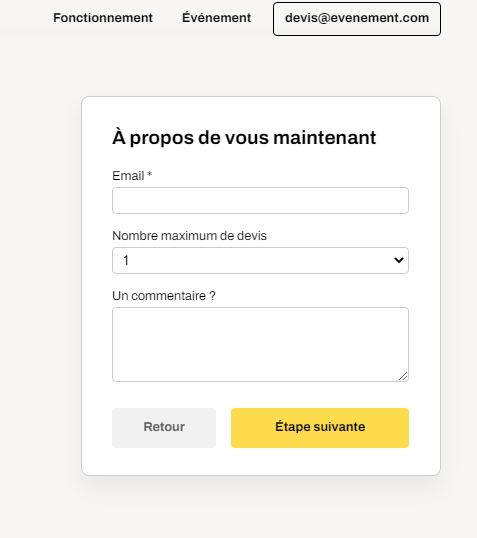 Fonctionnement Événement devis@evenement.com
À propos de vous maintenant
Email *
Nombre maximum de devis
1
Un commentaire ?
Retour Étape suivante